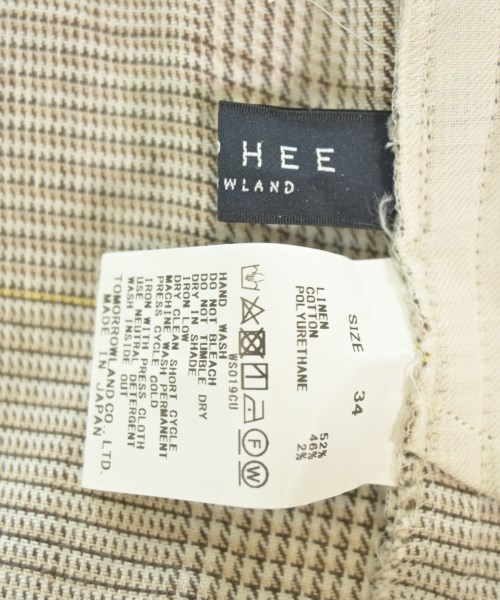 HEE
WLAND
SIZE 34
LINEN 52%
COTTON 46%
POLYURETHANE 2%
WS019CU
HAND WASH
DO NOT BLEACH
DO NOT TUMBLE DRY
DRY IN SHADE
IRON LOW
DRY CLEAN SHORT CYCLE
MACHINE WASH PERMANENT
PRESS CYCLE COLD
IRON WITH PRESS CLOTH
USE NEUTRAL DETERGENT
WASH INSIDE OUT
TOMORROWLAND CO., LTD.
MADE IN JAPAN